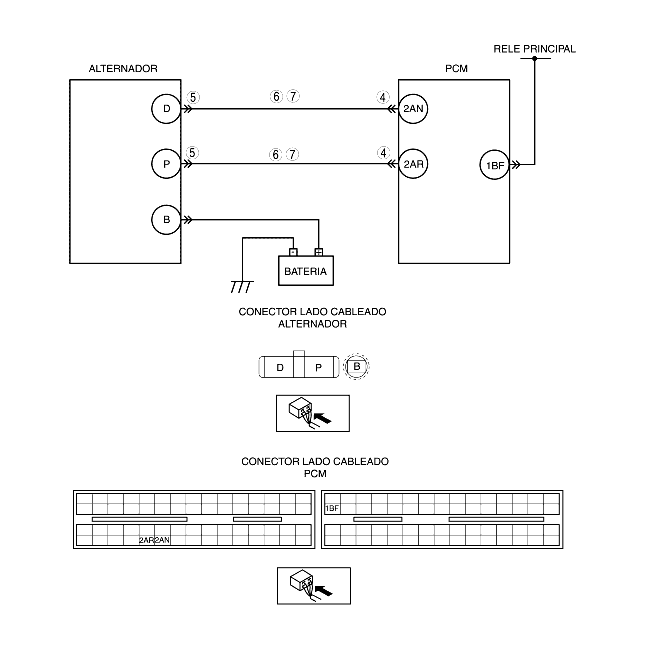 RELE PRINCIPAL
ALTERNADOR
PCM
D
5
6 7
4
2AN
P
5
6 7
4
2AR
1BF
B
- +
BATERIA
CONECTOR LADO CABLEADO
ALTERNADOR
D P B
CONECTOR LADO CABLEADO
PCM
1BF
2AR 2AN